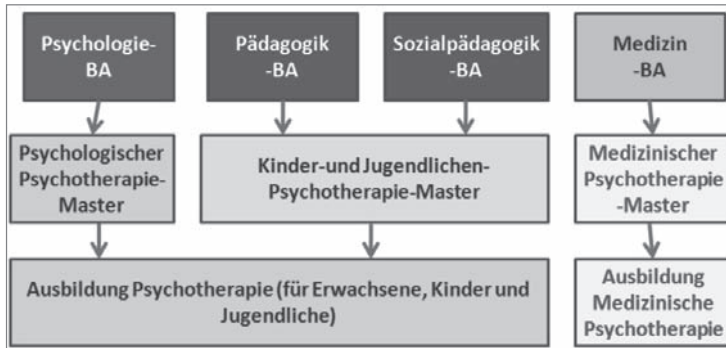 Psychologie-
BA
Pädagogik
-BA
Sozialpädagogik
-BA
Medizin
-BA
Psychologischer
Psychotherapie-
Master
Kinder-und Jugendlichen-
Psychotherapie-Master
Medizinischer
Psychotherapie
-Master
Ausbildung Psychotherapie (für Erwachsene, Kinder und
Jugendliche)
Ausbildung
Medizinische
Psychotherapie